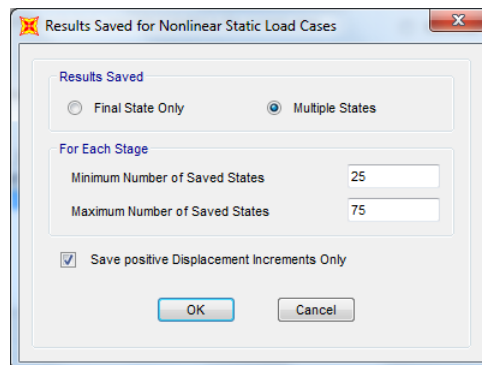 Results Saved for Nonlinear Static Load Cases
Results Saved
Final State Only
Multiple States
For Each Stage
Minimum Number of Saved States
25
Maximum Number of Saved States
75
Save positive Displacement Increments Only
OK
Cancel